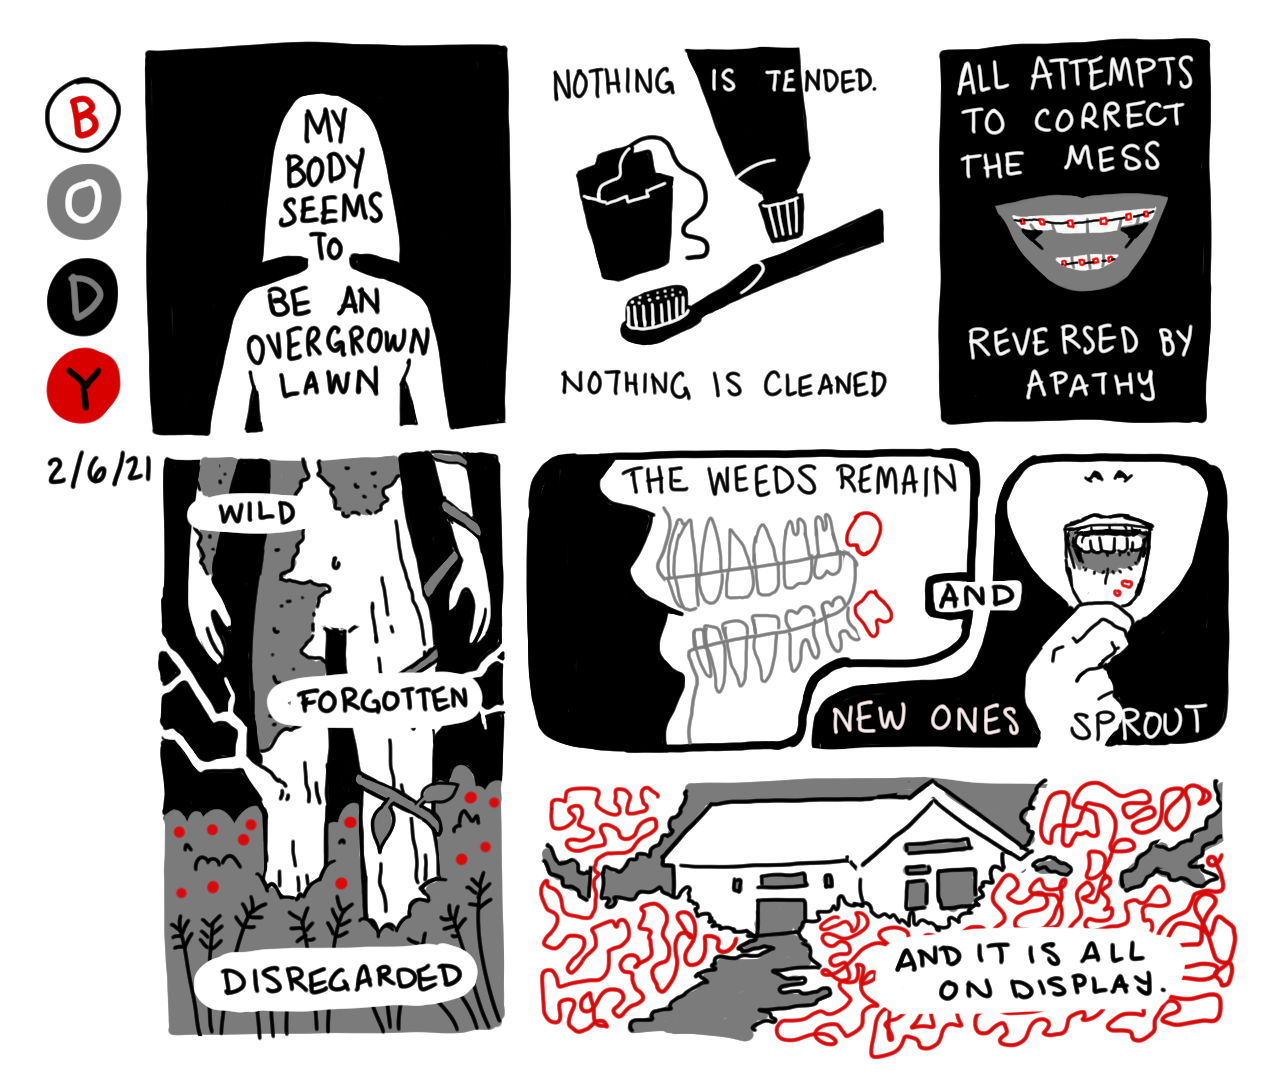 B
O
D
Y
2/6/21
MY
BODY
SEEMS
TO
BE AN
OVERGROWN
LAWN
NOTHING IS TENDED.
NOTHING IS CLEANED
ALL ATTEMPTS
TO CORRECT
THE MESS
REVERSED BY
APATHY
WILD
FORGOTTEN
DISREGARDED
THE WEEDS REMAIN
AND
NEW ONES SPROUT
AND IT IS ALL
ON DISPLAY.